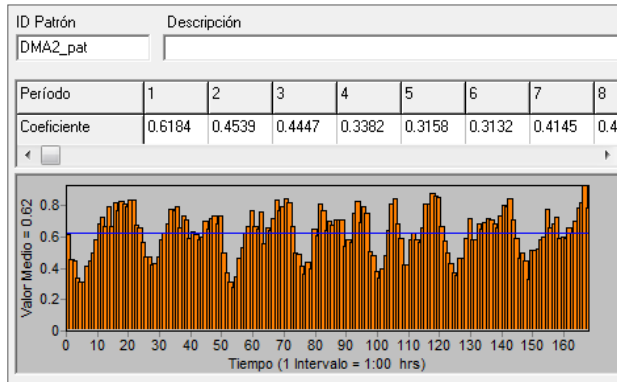 ID Patrón Descripción
DMA2_pat
Período 1 2 3 4 5 6 7 8
Coeficiente 0.6184 0.4539 0.4447 0.3382 0.3158 0.3132 0.4145 0.4
Valor Medio = 0.62
0.8
0.6
0.4
0.2
0
0 10 20 30 40 50 60 70 80 90 100 110 120 130 140 150 160
Tiempo (1 Intervalo = 1:00 hrs)